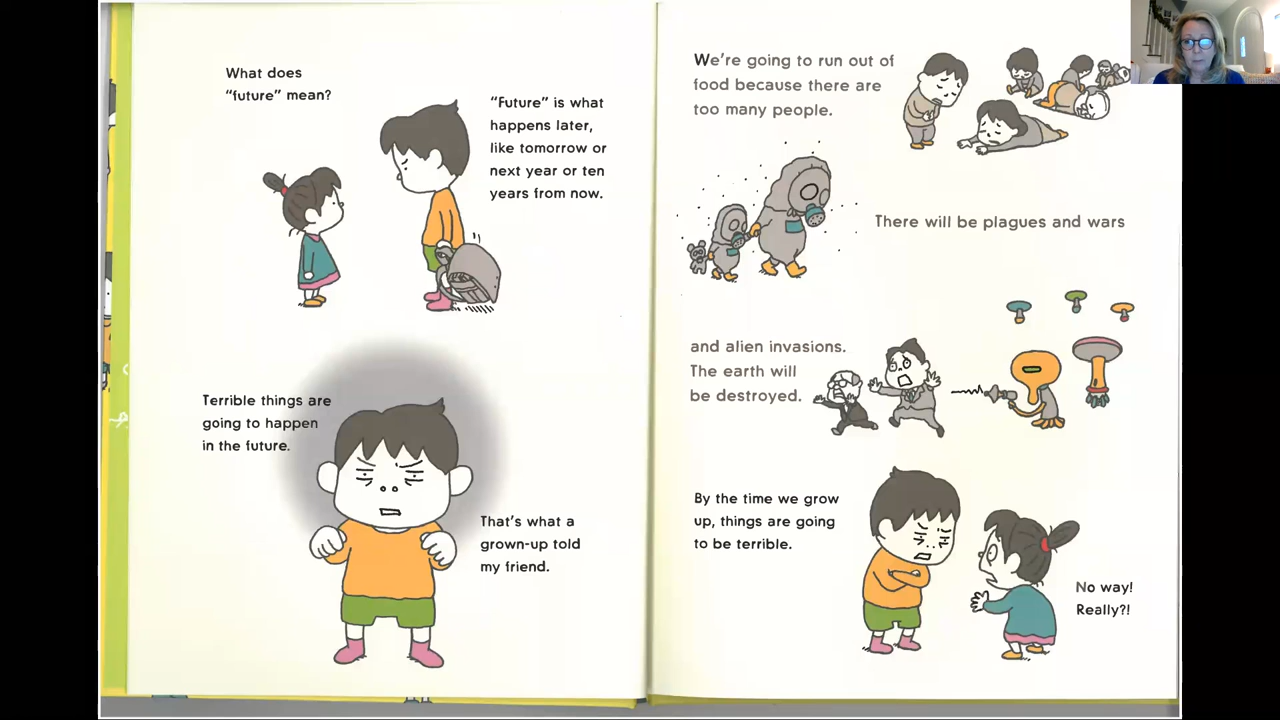 What does
“future” mean?
“Future” is what
happens later,
like tomorrow or
next year or ten
years from now.
Terrible things are
going to happen
in the future.
That’s what a
grown-up told
my friend.
We’re going to run out of
food because there are
too many people.
There will be plagues and wars
and alien invasions.
The earth will
be destroyed.
By the time we grow
up, things are going
to be terrible.
No way!
Really?!